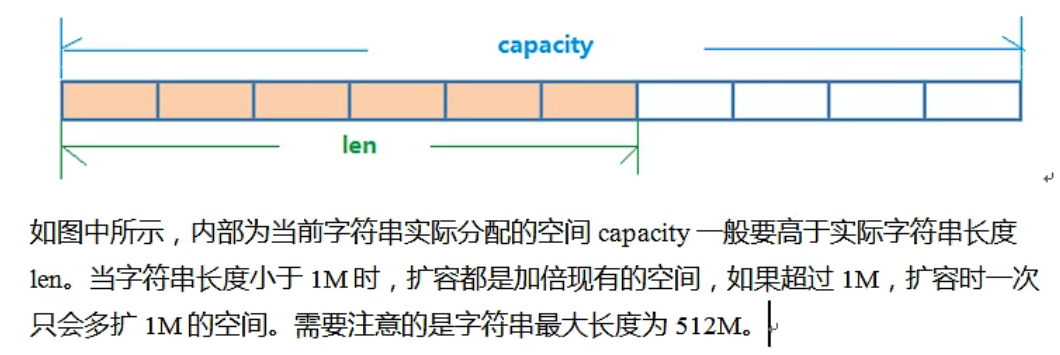 capacity
len
如图中所示，内部为当前字符串实际分配的空间 capacity 一般要高于实际字符串长度
len。当字符串长度小于 1M 时，扩容都是加倍现有的空间，如果超过 1M，扩容时一次
只会多扩 1M 的空间。需要注意的是字符串最大长度为 512M。